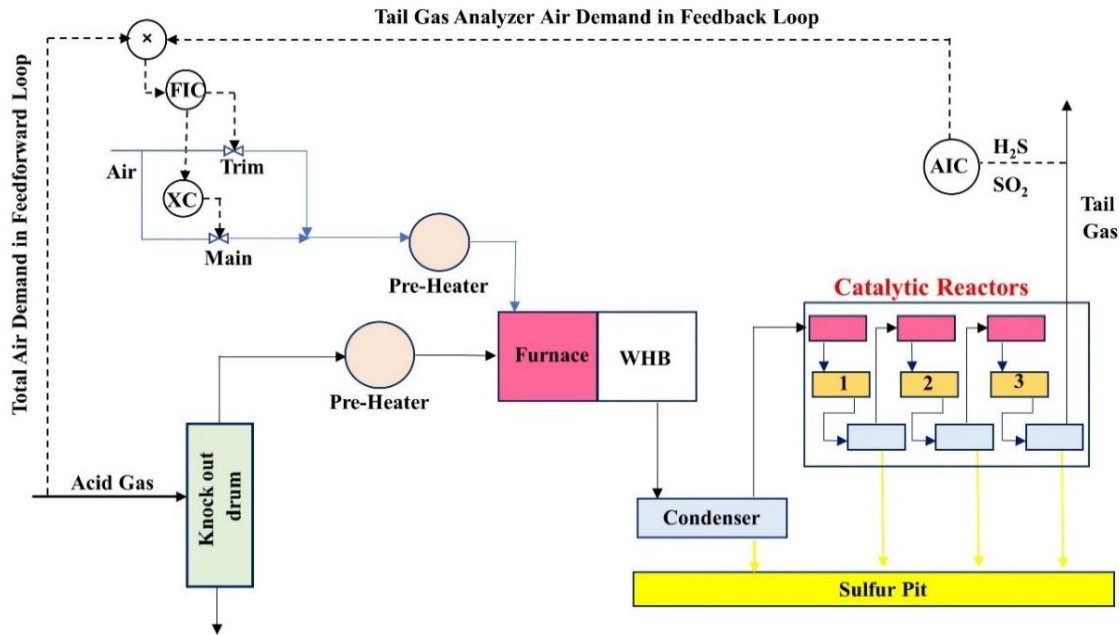 Tail Gas Analyzer Air Demand in Feedback Loop
Total Air Demand in Feedforward Loop
×
FIC
Air
Trim
XC
Main
Pre-Heater
AIC
H₂S
SO₂
Tail
Gas
Catalytic Reactors
Pre-Heater
Furnace
WHB
1
2
3
Acid Gas
Knock out
drum
Condenser
Sulfur Pit